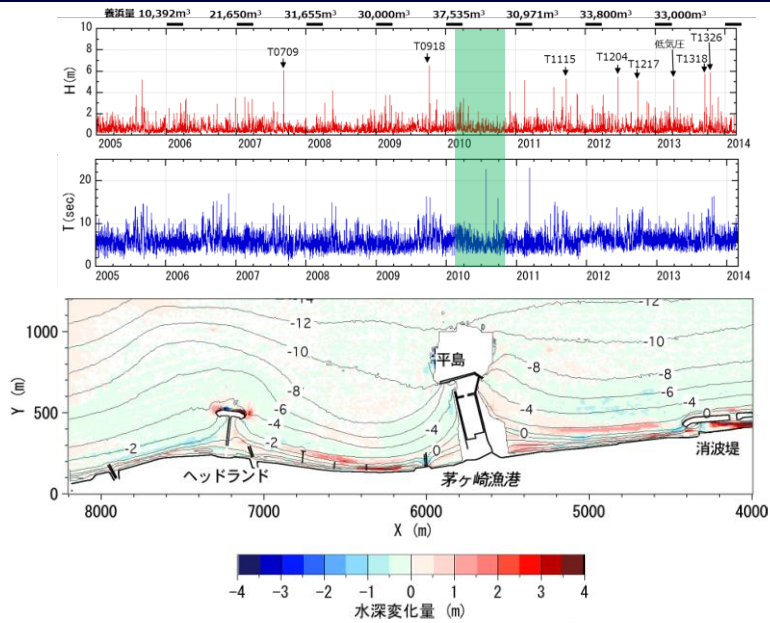 養浜量 10,392m³ 21,650m³ 31,655m³ 30,000m³ 37,535m³ 30,971m³ 33,800m³ 33,000m³
T1326
低気圧
T0709 T0918 T1115 T1204 T1217 T1318
H(m)
10
8
6
4
2
0
2005 2006 2007 2008 2009 2010 2011 2012 2013 2014
T(sec)
20
10
0
2005 2006 2007 2008 2009 2010 2011 2012 2013 2014
Y (m)
1000
500
0
-14 -12 -12
-10 -10
-8 -8
-6 -6
-4 -4 -4
-2 -2 0 0 0
平島
ヘッドランド 茅ヶ崎漁港 消波堤
8000 7000 6000 5000 4000
X (m)
-4 -3 -2 -1 0 1 2 3 4
水深変化量 (m)